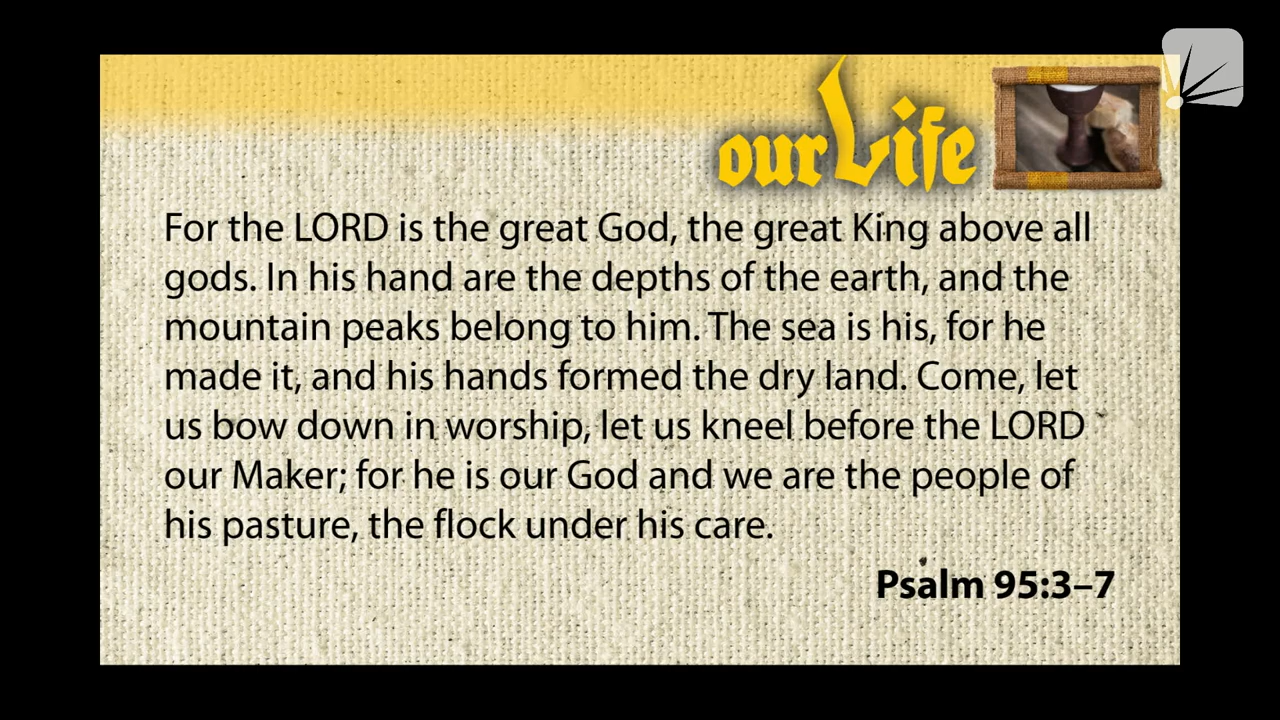 our Life
For the LORD is the great God, the great King above all
gods. In his hand are the depths of the earth, and the
mountain peaks belong to him. The sea is his, for he
made it, and his hands formed the dry land. Come, let
us bow down in worship, let us kneel before the LORD
our Maker; for he is our God and we are the people of
his pasture, the flock under his care.
Psalm 95:3–7